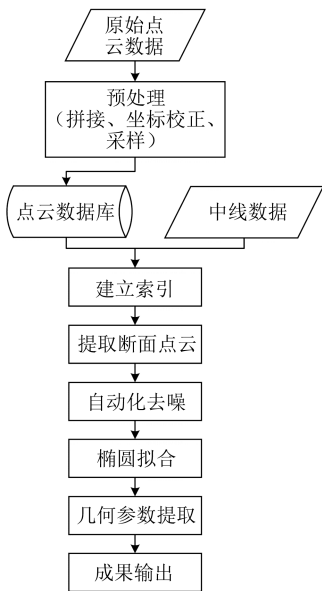 原始点
云数据
预处理
（拼接、坐标校正、
采样）
点云数据库
中线数据
建立索引
提取断面点云
自动化去噪
椭圆拟合
几何参数提取
成果输出